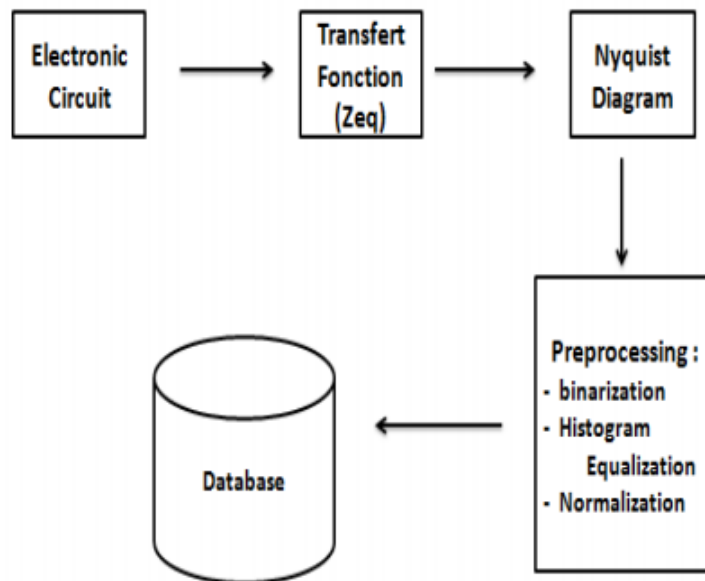 Electronic
Circuit
Transfert
Fonction
(Zeq)
Nyquist
Diagram
Preprocessing :
- binarization
- Histogram
Equalization
- Normalization
Database